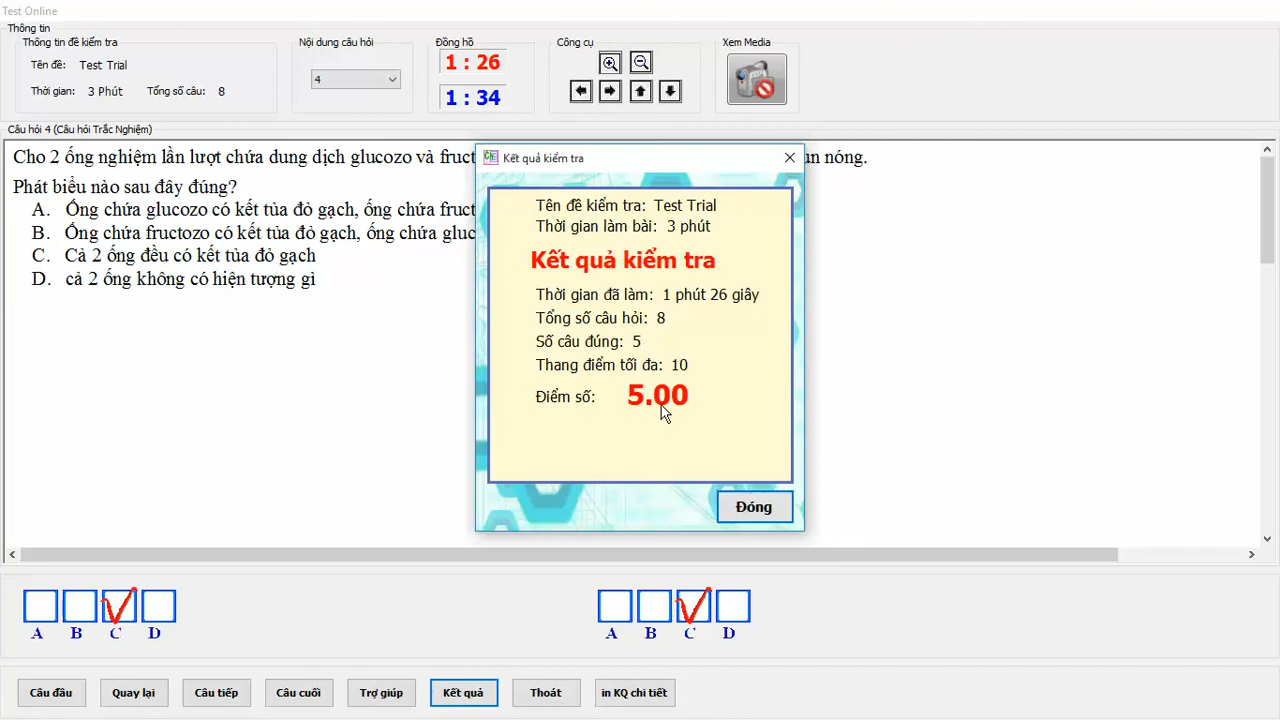 Test Online
Thông tin
Thông tin đề kiểm tra
Tên đề: Test Trial
Thời gian: 3 Phút Tổng số câu: 8
Nội dung câu hỏi
4
Đồng hồ
1 : 26
1 : 34
Công cụ
Xem Media
Câu hỏi 4 (Câu hỏi Trắc Nghiệm)
Cho 2 ống nghiệm lần lượt chứa dung dịch glucozo và fruct
un nóng.
Phát biểu nào sau đây đúng?
A. Ống chứa glucozo có kết tủa đỏ gạch, ống chứa fruct
B. Ống chứa fructozo có kết tủa đỏ gạch, ống chứa gluc
C. Cả 2 ống đều có kết tủa đỏ gạch
D. cả 2 ống không có hiện tượng gì
Kết quả kiểm tra
Tên đề kiểm tra: Test Trial
Thời gian làm bài: 3 phút
Kết quả kiểm tra
Thời gian đã làm: 1 phút 26 giây
Tổng số câu hỏi: 8
Số câu đúng: 5
Thang điểm tối đa: 10
Điểm số: 5.00
Đóng
A B C D
A B C D
Câu đầu Quay lại Câu tiếp Câu cuối Trợ giúp Kết quả Thoát in KQ chi tiết